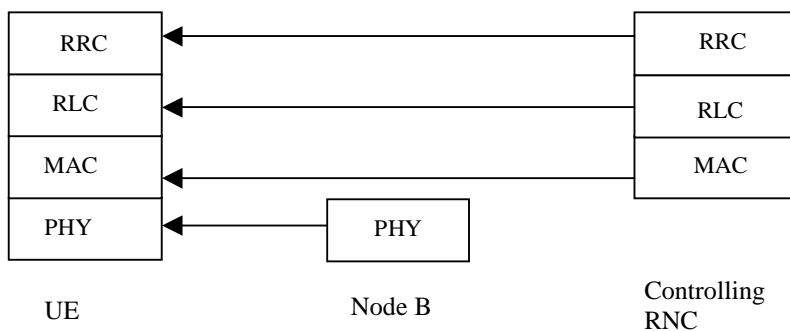 RRC
RRC
RLC
RLC
MAC
MAC
PHY
PHY
UE
Node B
Controlling
RNC